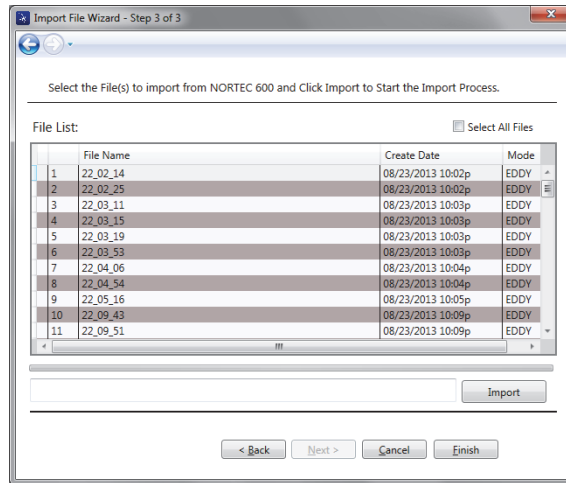 Import File Wizard - Step 3 of 3
Select the File(s) to import from NORTEC 600 and Click Import to Start the Import Process.
File List: Select All Files
File Name Create Date Mode
1 22_02_14 08/23/2013 10:02p EDDY
2 22_02_25 08/23/2013 10:02p EDDY
3 22_03_11 08/23/2013 10:03p EDDY
4 22_03_15 08/23/2013 10:03p EDDY
5 22_03_19 08/23/2013 10:03p EDDY
6 22_03_53 08/23/2013 10:03p EDDY
7 22_04_06 08/23/2013 10:04p EDDY
8 22_04_54 08/23/2013 10:04p EDDY
9 22_05_16 08/23/2013 10:05p EDDY
10 22_09_43 08/23/2013 10:09p EDDY
11 22_09_51 08/23/2013 10:09p EDDY
Import
< Back Next > Cancel Finish